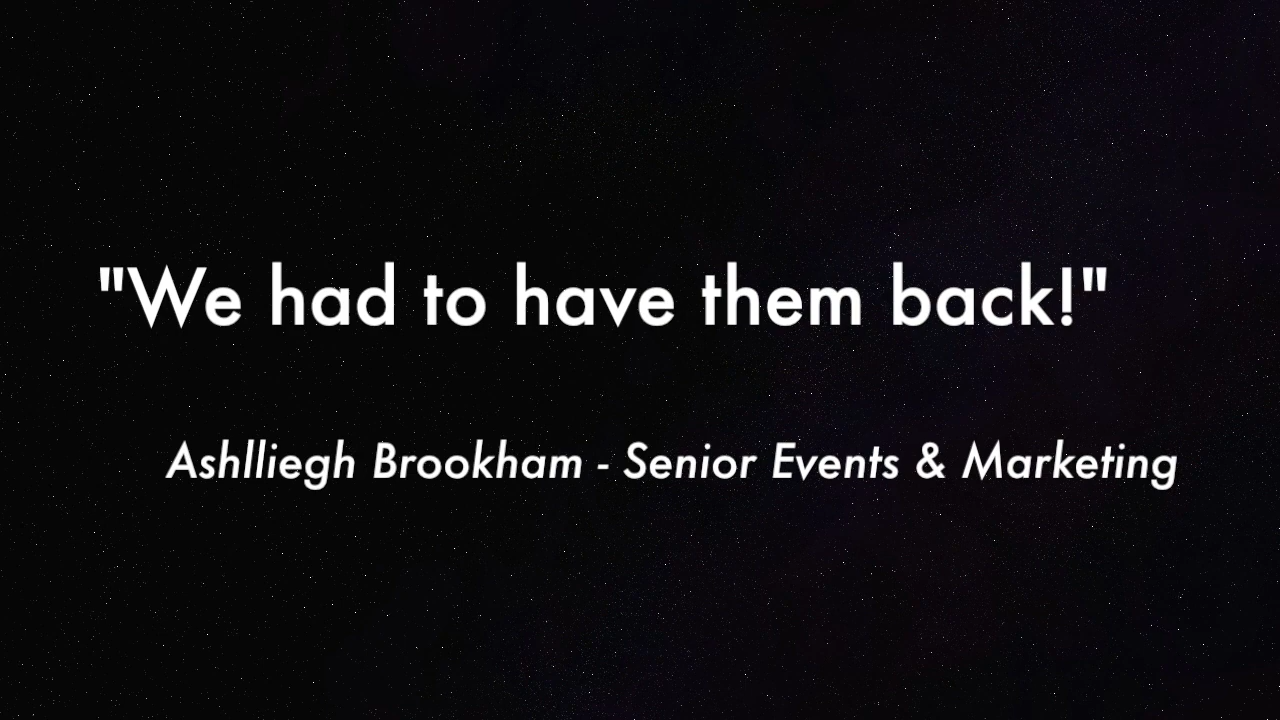 "We had to have them back!"
Ashlliegh Brookham - Senior Events & Marketing